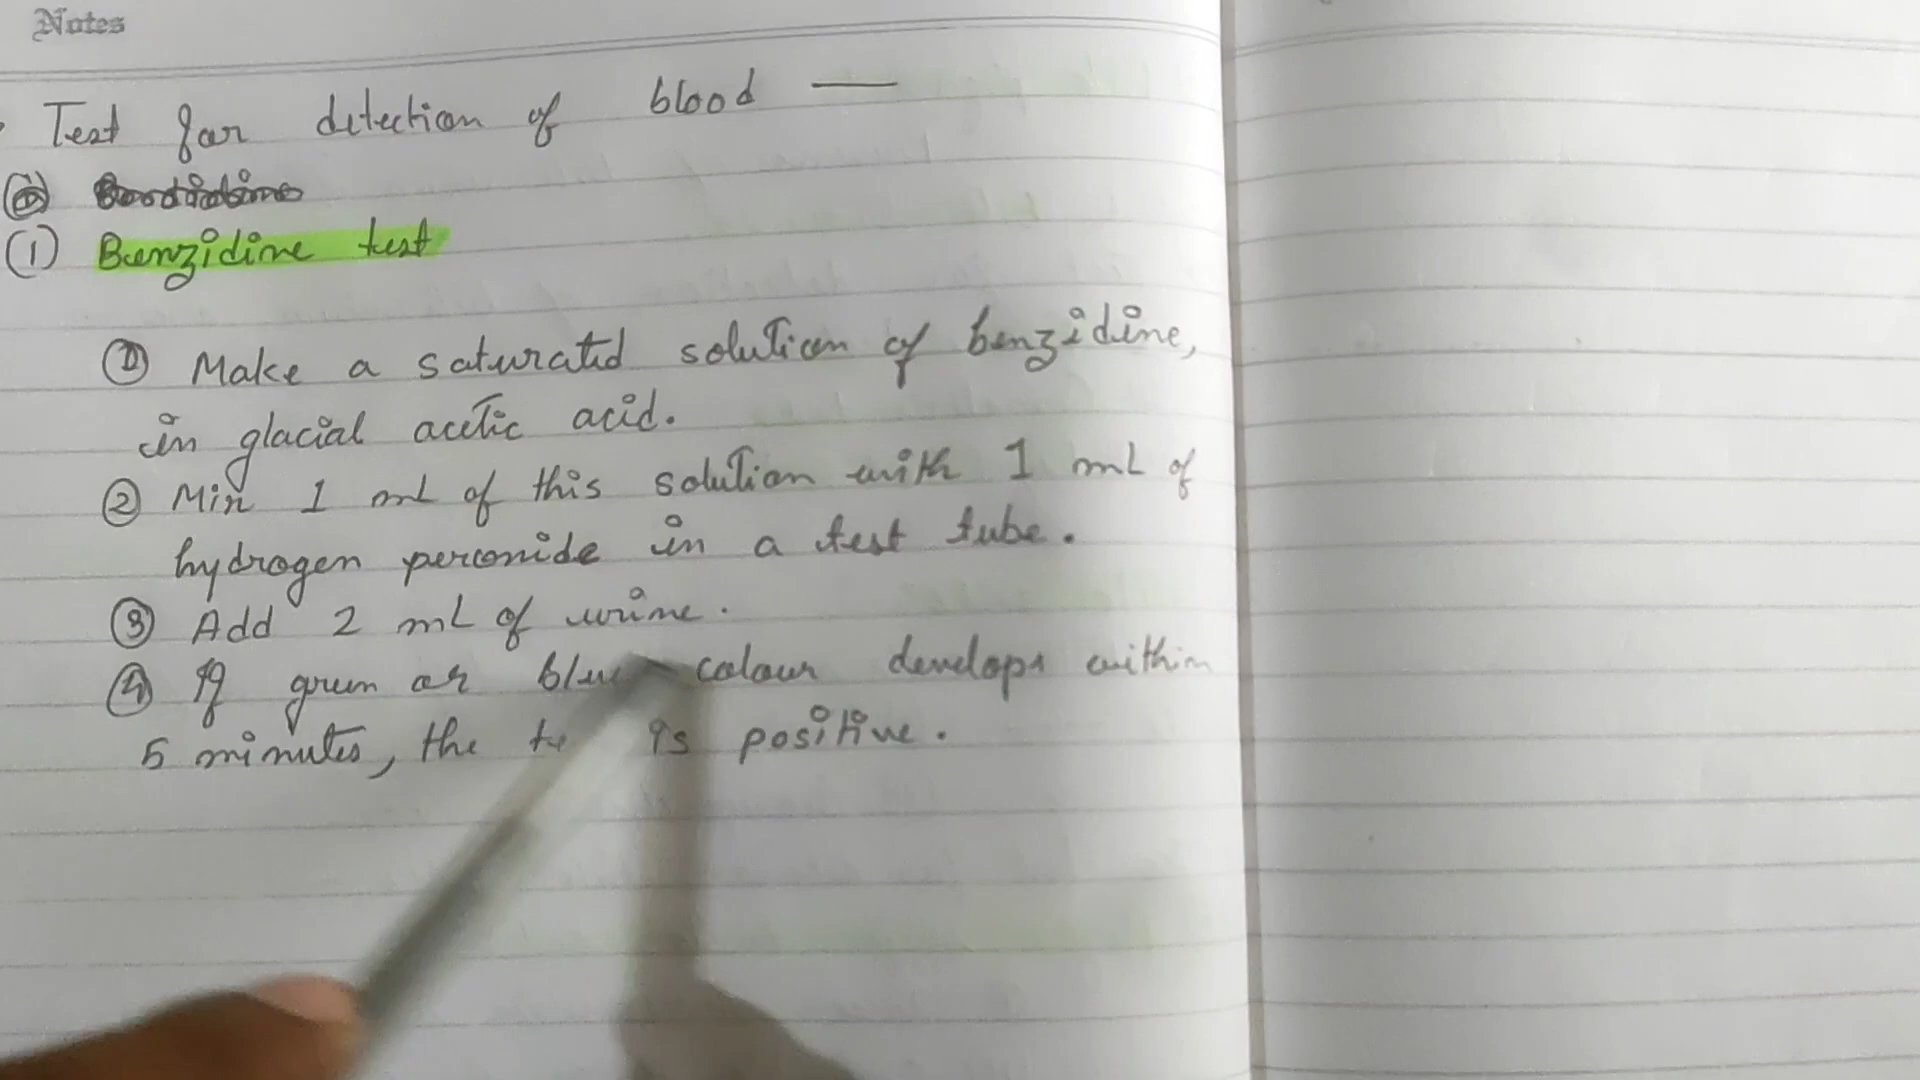 Notes
Test for detection of blood —
(1) Benzidine test
① Make a saturated solution of benzidine,
in glacial acetic acid.
② Mix 1 ml of this solution with 1 mL of
hydrogen peroxide in a test tube.
③ Add 2 mL of urine.
④ If green or blue colour develops within
5 minutes, the is positive.